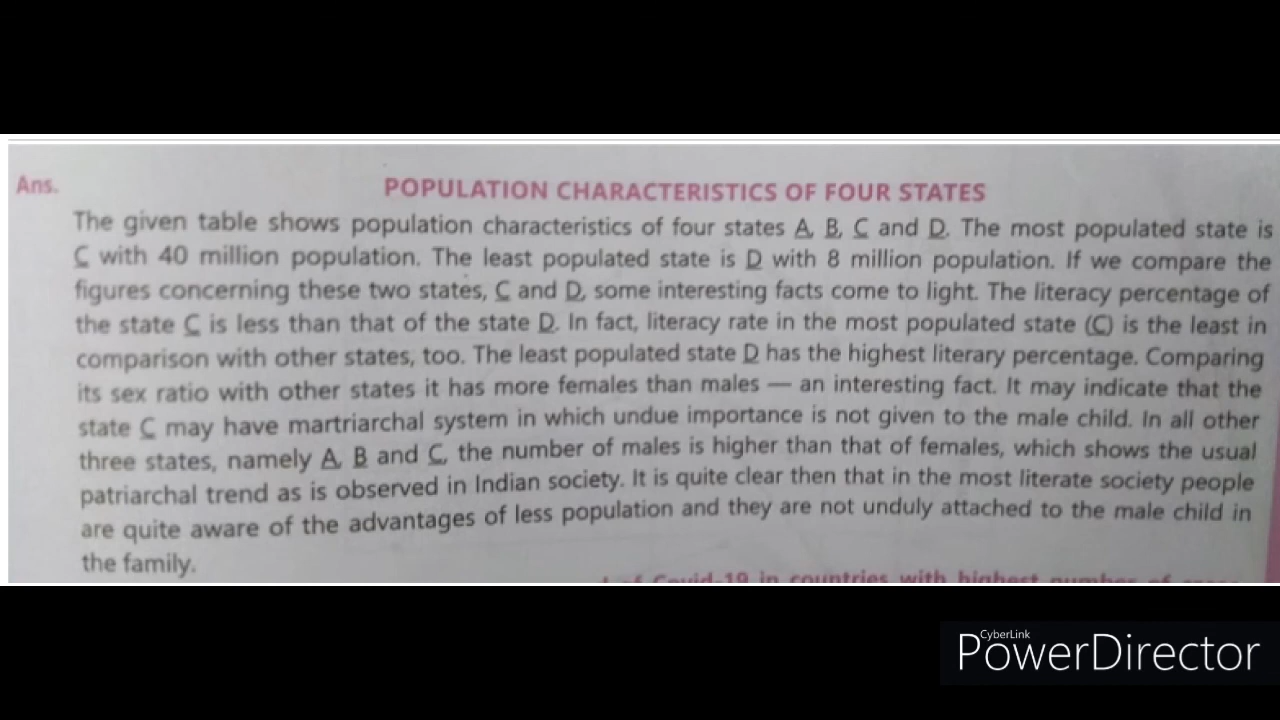 Ans.
POPULATION CHARACTERISTICS OF FOUR STATES
The given table shows population characteristics of four states A, B, C and D. The most populated state is
C with 40 million population. The least populated state is D with 8 million population. If we compare the
figures concerning these two states, C and D, some interesting facts come to light. The literacy percentage of
the state C is less than that of the state D. In fact, literacy rate in the most populated state (C) is the least in
comparison with other states, too. The least populated state D has the highest literary percentage. Comparing
its sex ratio with other states it has more females than males — an interesting fact. It may indicate that the
state C may have martriarchal system in which undue importance is not given to the male child. In all other
three states, namely A, B and C, the number of males is higher than that of females, which shows the usual
patriarchal trend as is observed in Indian society. It is quite clear then that in the most literate society people
are quite aware of the advantages of less population and they are not unduly attached to the male child in
the family.
of Covid-19 in countries with highest number of
CyberLink
PowerDirector